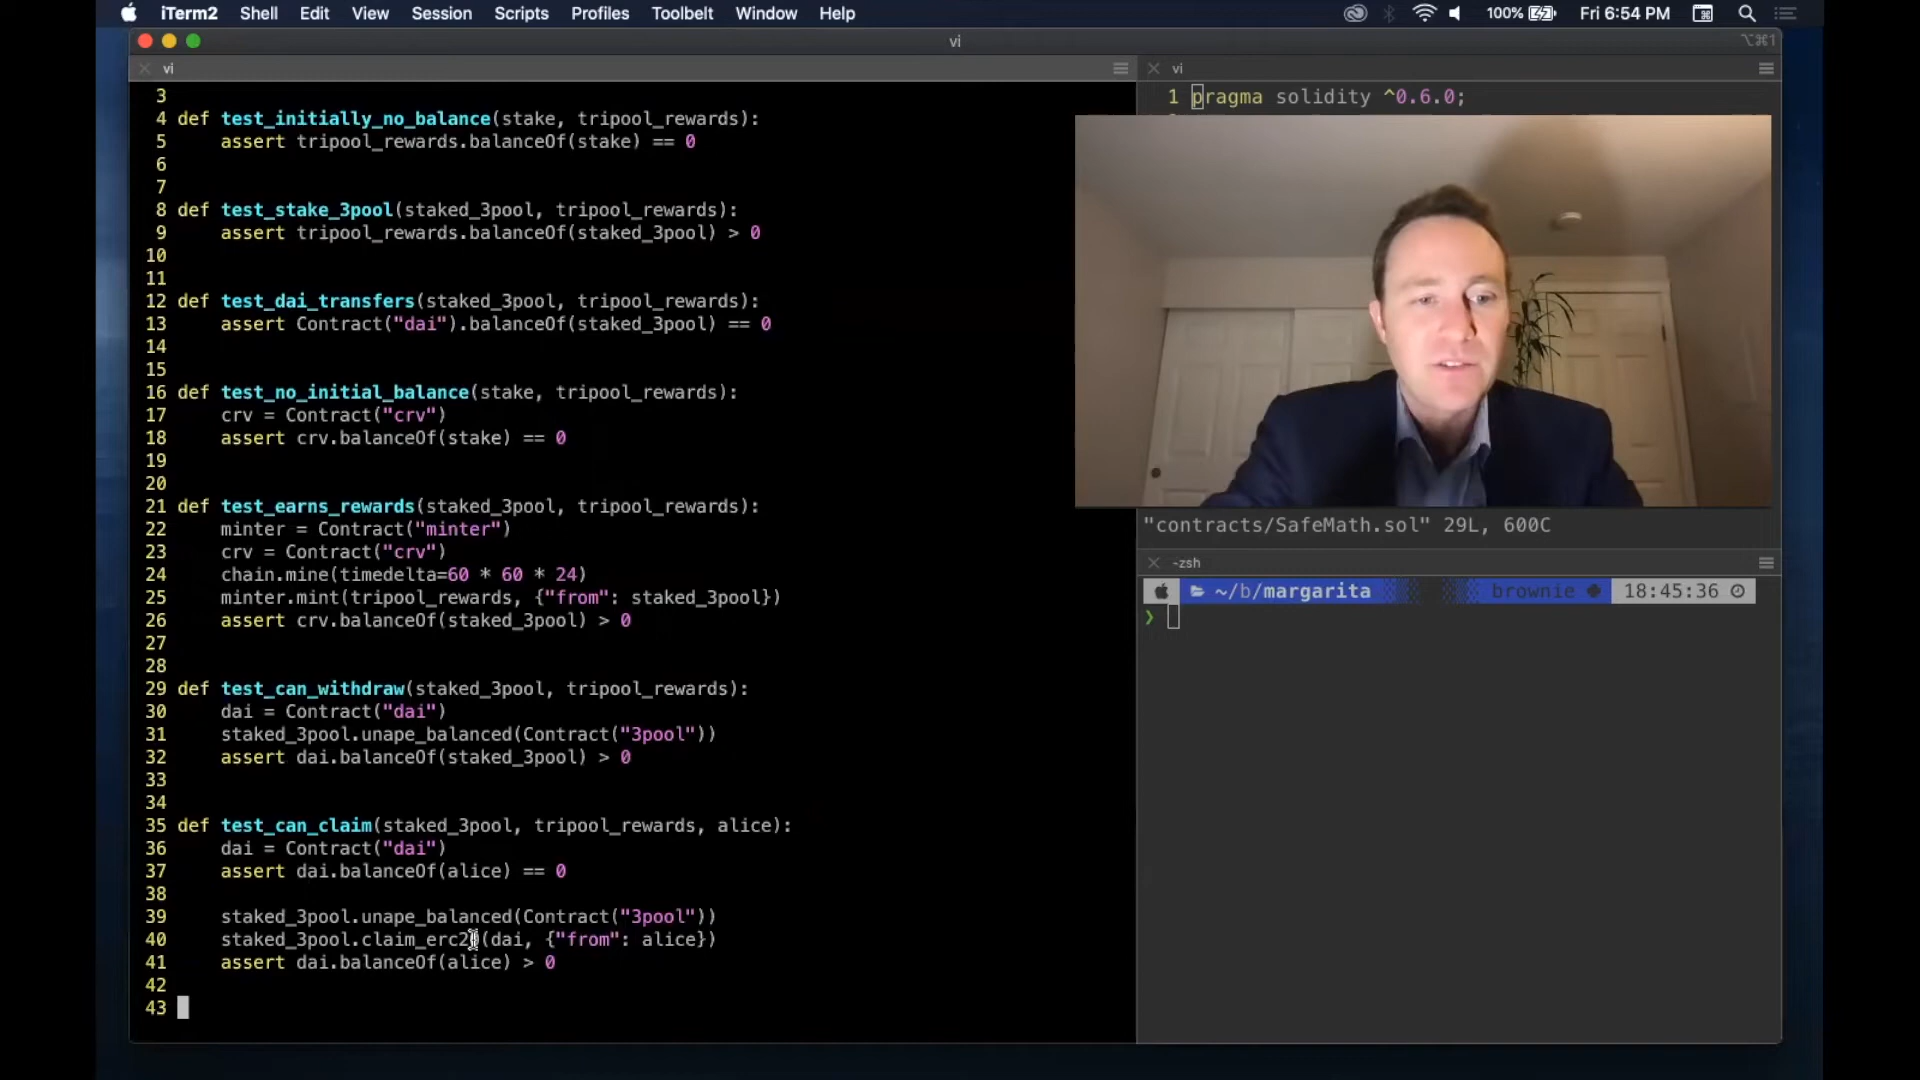 iTerm2 Shell Edit View Session Scripts Profiles Toolbelt Window Help
100% Fri 6:54 PM
vi
⌥⌘1
vi
3
4 def test_initially_no_balance(stake, tripool_rewards):
5 assert tripool_rewards.balanceOf(stake) == 0
6
7
8 def test_stake_3pool(staked_3pool, tripool_rewards):
9 assert tripool_rewards.balanceOf(staked_3pool) > 0
10
11
12 def test_dai_transfers(staked_3pool, tripool_rewards):
13 assert Contract("dai").balanceOf(staked_3pool) == 0
14
15
16 def test_no_initial_balance(stake, tripool_rewards):
17 crv = Contract("crv")
18 assert crv.balanceOf(stake) == 0
19
20
21 def test_earns_rewards(staked_3pool, tripool_rewards):
22 minter = Contract("minter")
23 crv = Contract("crv")
24 chain.mine(timedelta=60 * 60 * 24)
25 minter.mint(tripool_rewards, {"from": staked_3pool})
26 assert crv.balanceOf(staked_3pool) > 0
27
28
29 def test_can_withdraw(staked_3pool, tripool_rewards):
30 dai = Contract("dai")
31 staked_3pool.unape_balanced(Contract("3pool"))
32 assert dai.balanceOf(staked_3pool) > 0
33
34
35 def test_can_claim(staked_3pool, tripool_rewards, alice):
36 dai = Contract("dai")
37 assert dai.balanceOf(alice) == 0
38
39 staked_3pool.unape_balanced(Contract("3pool"))
40 staked_3pool.claim_erc20(dai, {"from": alice})
41 assert dai.balanceOf(alice) > 0
42
43
vi
1 pragma solidity ^0.6.0;
"contracts/SafeMath.sol" 29L, 600C
-zsh
~/b/margarita brownie 18:45:36
❯